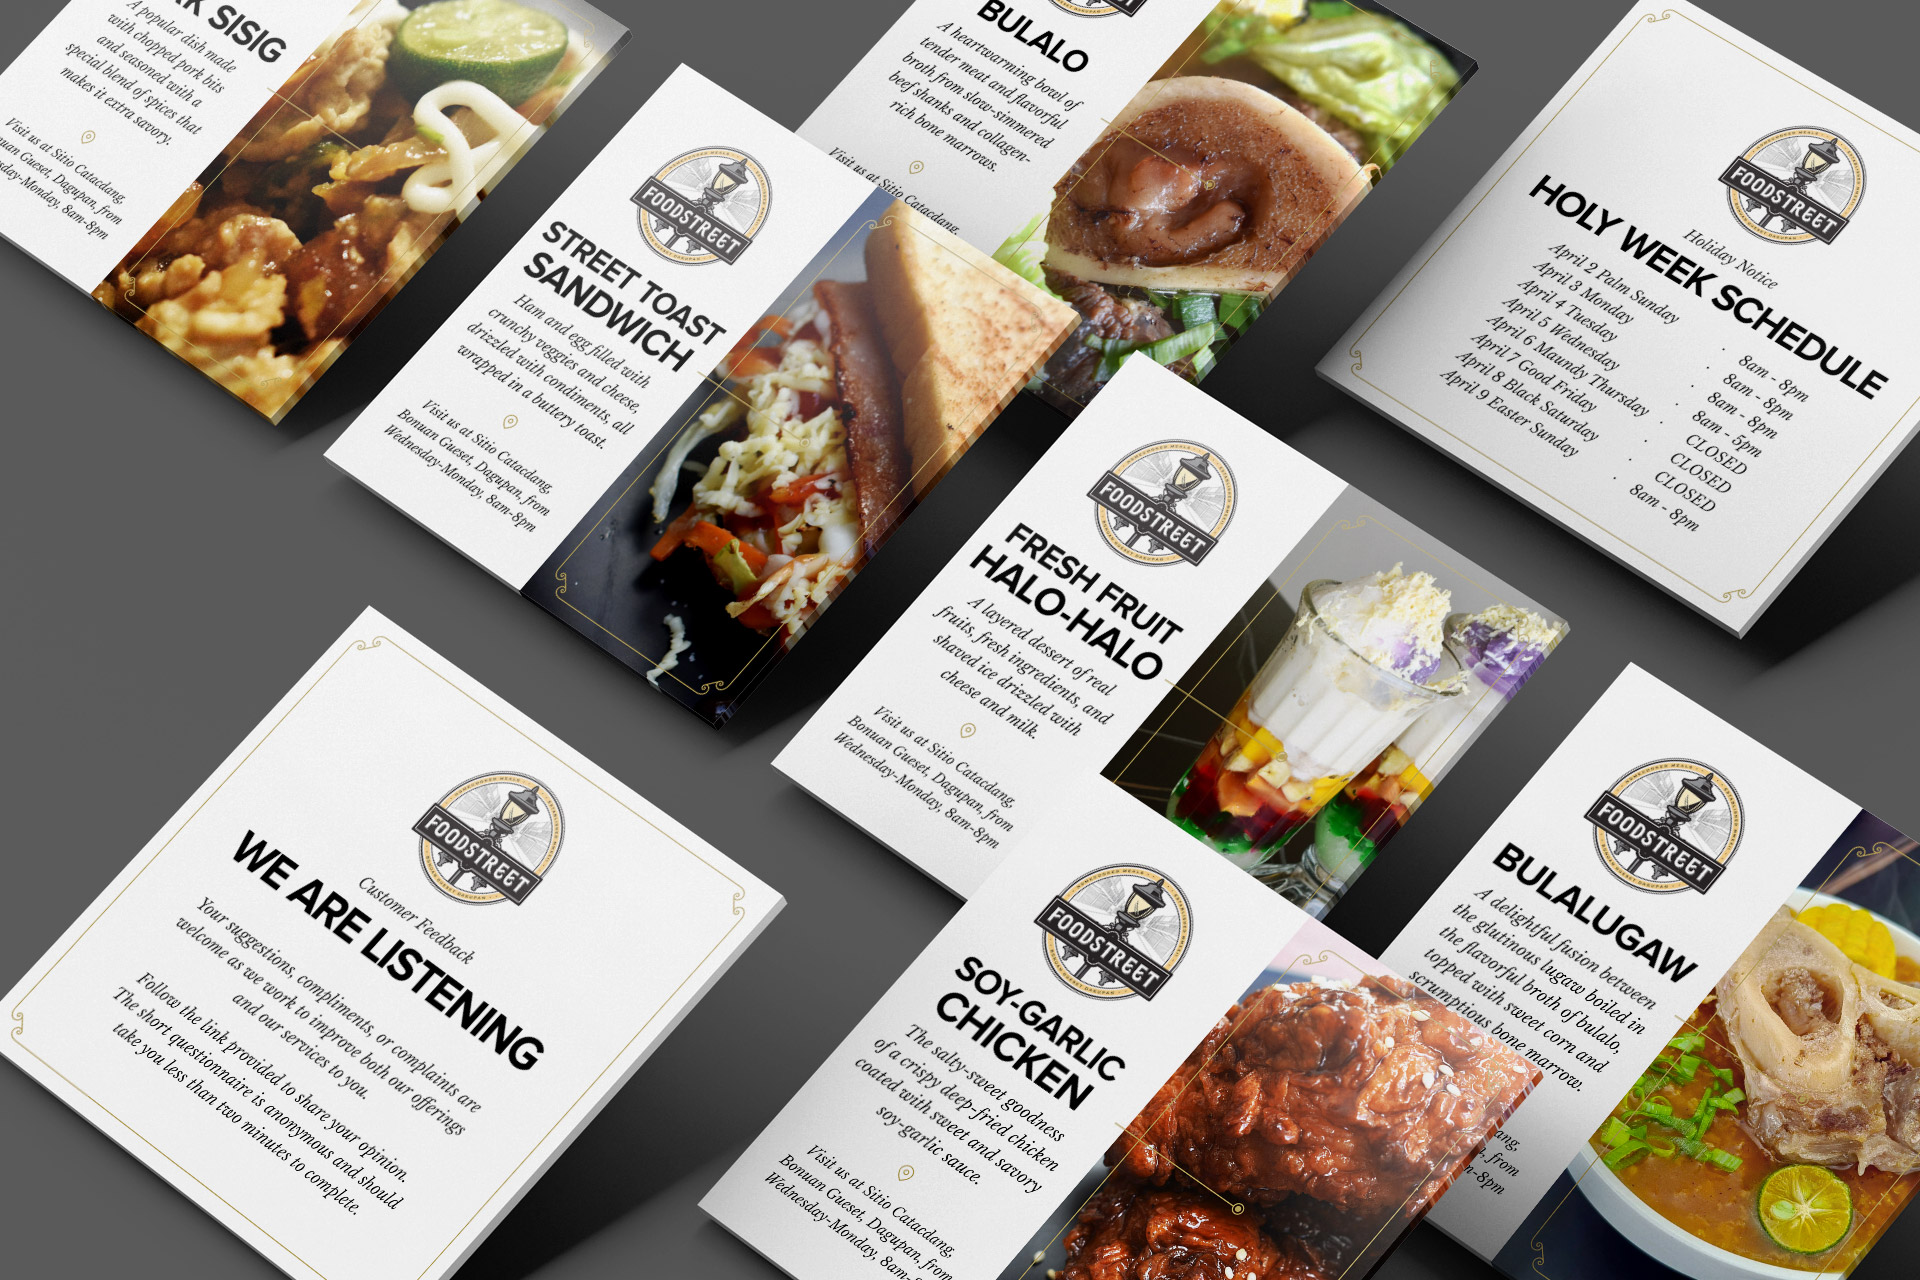 SISIG
A popular dish made
with chopped pork bits
and seasoned with a
special blend of spices that
makes it extra savory.
Visit us at Sitio Catacdang,
Gueset, Dagupan, from
8am-8pm
FOODSTREET
STREET TOAST
SANDWICH
Ham and egg filled with
crunchy veggies and cheese,
drizzled with condiments, all
wrapped in a buttery toast.
Visit us at Sitio Catacdang,
Bonuan Gueset, Dagupan, from
Wednesday-Monday, 8am-8pm
BULALO
A heartwarming bowl of
tender meat and flavorful
broth from slow-simmered
beef shanks and collagen-
rich bone marrows.
Visit us at Sitio Catacdang,
FOODSTREET
Holiday Notice
HOLY WEEK SCHEDULE
April 2 Palm Sunday · 8am - 8pm
April 3 Monday · 8am - 8pm
April 4 Tuesday · 8am - 8pm
April 5 Wednesday · 8am - 5pm
April 6 Maundy Thursday · CLOSED
April 7 Good Friday · CLOSED
April 8 Black Saturday · CLOSED
April 9 Easter Sunday · 8am - 8pm
FOODSTREET
FRESH FRUIT
HALO-HALO
A layered dessert of real
fruits, fresh ingredients, and
shaved ice drizzled with
cheese and milk.
Visit us at Sitio Catacdang,
Bonuan Gueset, Dagupan, from
Wednesday-Monday, 8am-8pm
FOODSTREET
Customer Feedback
WE ARE LISTENING
Your suggestions, compliments, or complaints are
welcome as we work to improve both our offerings
and our services to you.
Follow the link provided to share your opinion.
The short questionnaire is anonymous and should
take you less than two minutes to complete.
FOODSTREET
SOY-GARLIC
CHICKEN
The salty-sweet goodness
of a crispy deep-fried chicken
coated with sweet and savory
soy-garlic sauce.
Visit us at Sitio Catacdang,
Bonuan Gueset, Dagupan, from
Wednesday-Monday, 8am-
FOODSTREET
BULALUGAW
A delightful fusion between
the glutinous lugaw boiled in
the flavorful broth of bulalo,
topped with sweet corn and
scrumptious bone marrow.
from